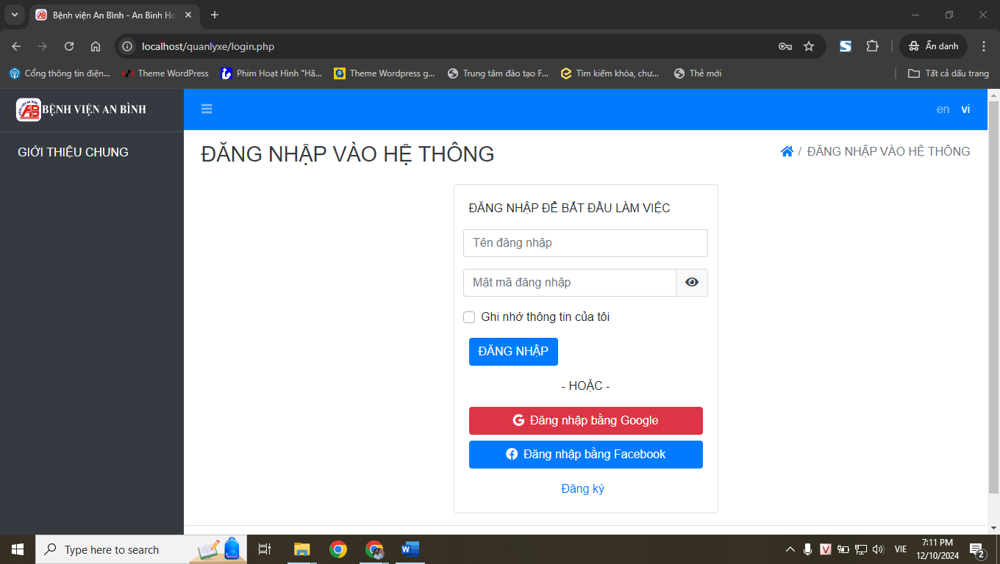 Bệnh viện An Bình - An Binh Ho
localhost/quanlyxe/login.php
Ẩn danh
Cổng thông tin điện...
Theme WordPress
Phim Hoạt Hình "Hã...
Theme Wordpress g...
Trung tâm đào tạo F...
Tìm kiếm khóa, chư...
Thẻ mới
Tất cả dấu trang
BỆNH VIỆN AN BÌNH
en vi
GIỚI THIỆU CHUNG
ĐĂNG NHẬP VÀO HỆ THỐNG
/ ĐĂNG NHẬP VÀO HỆ THỐNG
ĐĂNG NHẬP ĐỂ BẮT ĐẦU LÀM VIỆC
Tên đăng nhập
Mật mã đăng nhập
Ghi nhớ thông tin của tôi
ĐĂNG NHẬP
- HOẶC -
Đăng nhập bằng Google
Đăng nhập bằng Facebook
Đăng ký
Type here to search
VIE
7:11 PM
12/10/2024
2